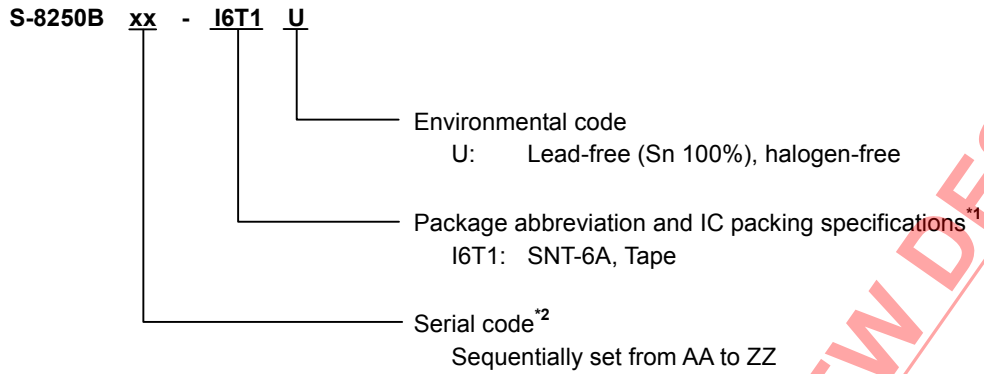 S-8250B xx - I6T1 U
Environmental code
U: Lead-free (Sn 100%), halogen-free
Package abbreviation and IC packing specifications*1
I6T1: SNT-6A, Tape
Serial code*2
Sequentially set from AA to ZZ